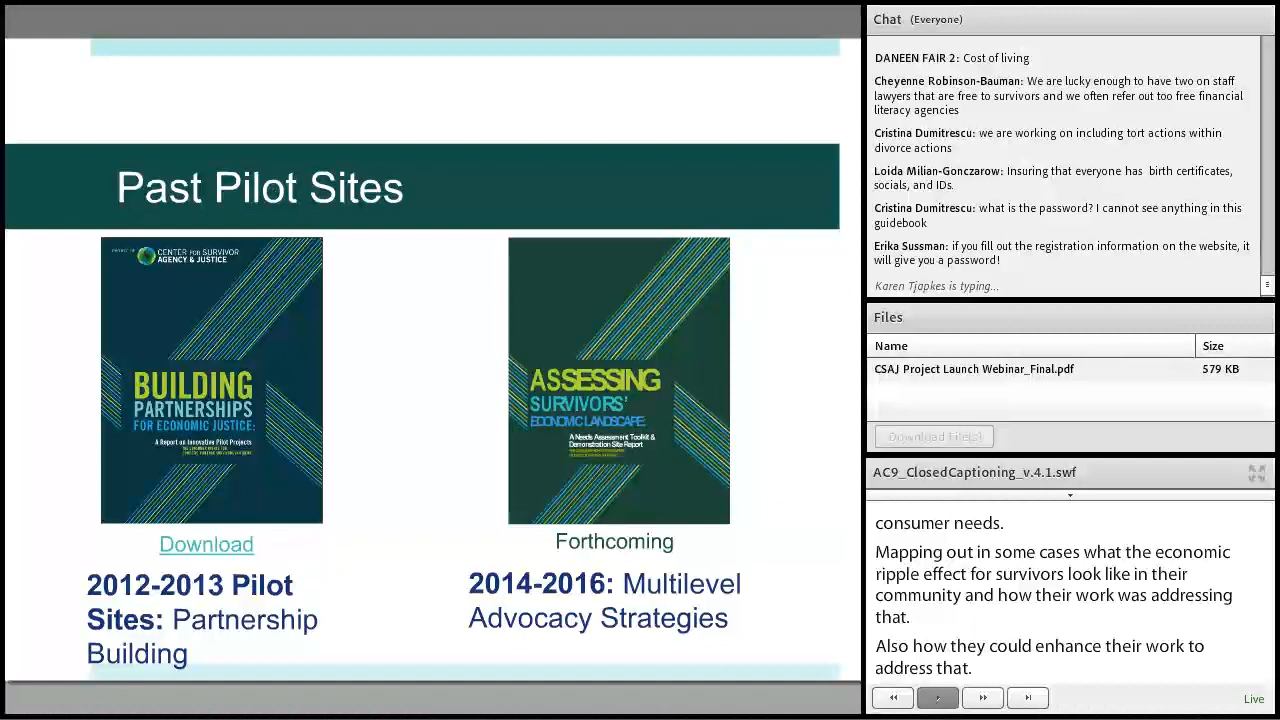 Past Pilot Sites
CENTER FOR SURVIVOR
AGENCY & JUSTICE
BUILDING
PARTNERSHIPS
FOR ECONOMIC JUSTICE:
A Report on Innovative Pilot Projects
Download
2012-2013 Pilot
Sites: Partnership
Building
ASSESSING
SURVIVORS'
ECONOMIC LANDSCAPE:
A Needs Assessment Toolkit &
Demonstration Site Report
Forthcoming
2014-2016: Multilevel
Advocacy Strategies
Chat (Everyone)
DANEEN FAIR 2: Cost of living
Cheyenne Robinson-Bauman: We are lucky enough to have two on staff
lawyers that are free to survivors and we often refer out too free financial
literacy agencies
Cristina Dumitrescu: we are working on including tort actions within
divorce actions
Loida Milian-Gonczarow: Insuring that everyone has birth certificates,
socials, and IDs.
Cristina Dumitrescu: what is the password? I cannot see anything in this
guidebook
Erika Sussman: if you fill out the registration information on the website, it
will give you a password!
Karen Tjapkes is typing...
Files
Name Size
CSAJ Project Launch Webinar_Final.pdf 579 KB
Download File(s)
AC9_ClosedCaptioning_v.4.1.swf
consumer needs.
Mapping out in some cases what the economic
ripple effect for survivors look like in their
community and how their work was addressing
that.
Also how they could enhance their work to
address that.
Live